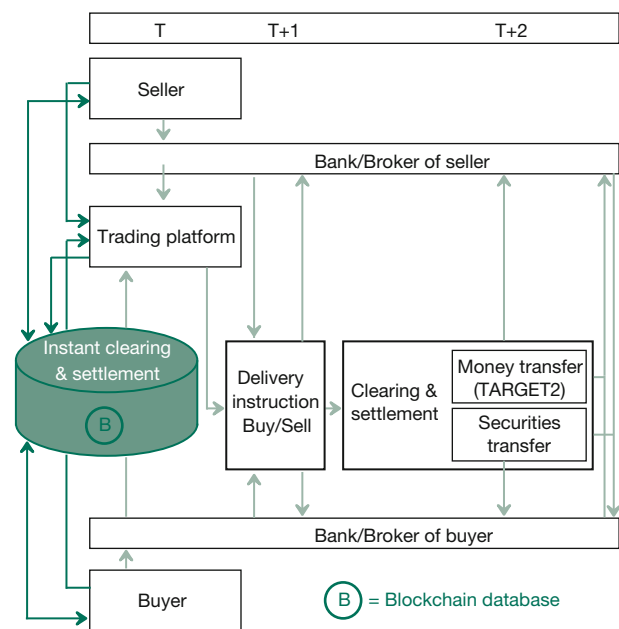 T T+1 T+2
Seller
Bank/Broker of seller
Trading platform
Instant clearing
& settlement
B
Delivery
instruction
Buy/Sell
Clearing &
settlement
Money transfer
(TARGET2)
Securities
transfer
Bank/Broker of buyer
Buyer
B = Blockchain database